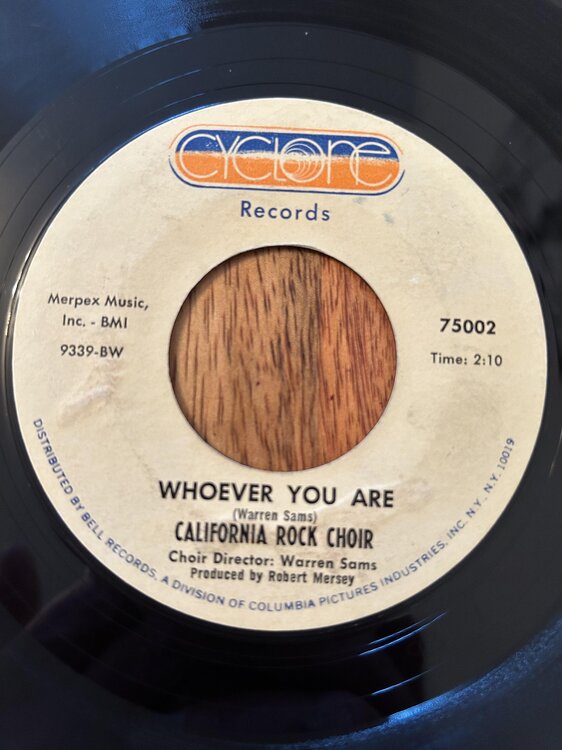 CYCLONE
Records
Merpex Music,
Inc. - BMI
9339-BW
75002
Time: 2:10
WHOEVER YOU ARE
(Warren Sams)
CALIFORNIA ROCK CHOIR
Choir Director: Warren Sams
Produced by Robert Mersey
DISTRIBUTED BY BELL RECORDS, A DIVISION OF COLUMBIA PICTURES INDUSTRIES, INC. N.Y., N.Y. 10019